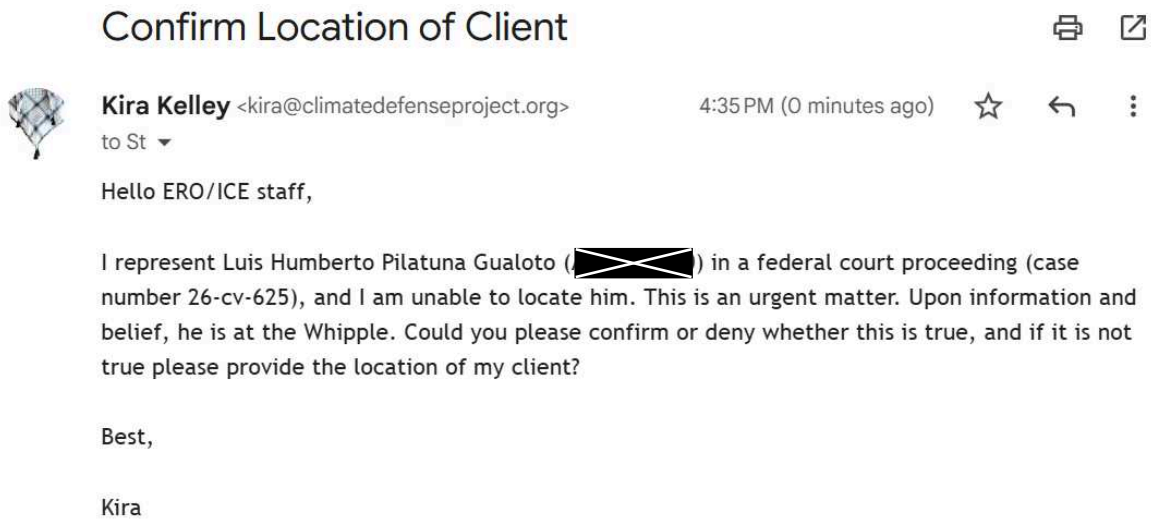 Confirm Location of Client
Kira Kelley <kira@climatedefenseproject.org>
4:35 PM (0 minutes ago)
to St
Hello ERO/ICE staff,
I represent Luis Humberto Pilatuna Gualoto ( ) in a federal court proceeding (case
number 26-cv-625), and I am unable to locate him. This is an urgent matter. Upon information and
belief, he is at the Whipple. Could you please confirm or deny whether this is true, and if it is not
true please provide the location of my client?
Best,
Kira